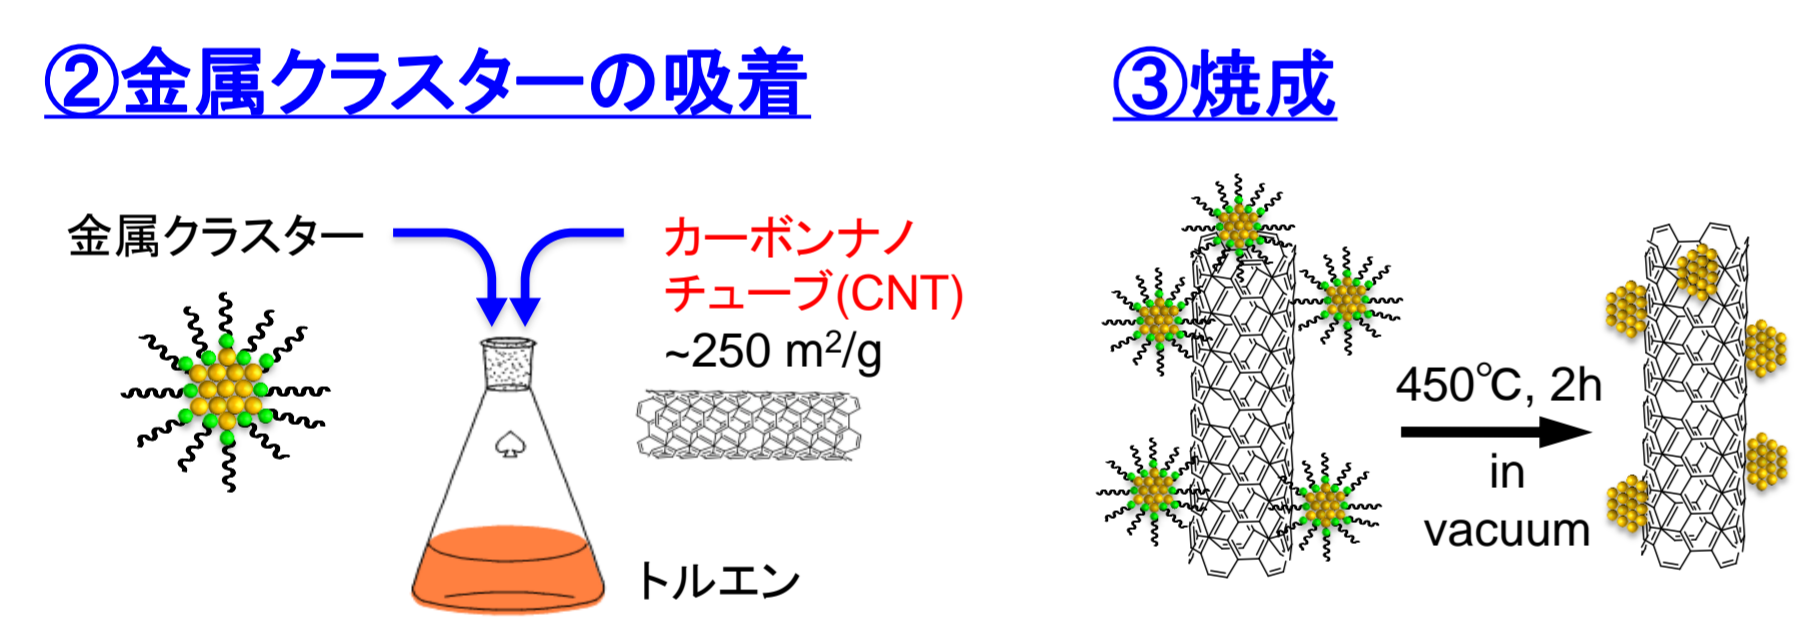 ②金属クラスターの吸着
金属クラスター
カーボンナノ
チューブ(CNT)
~250 m²/g
トルエン
③焼成
450℃, 2h
in
vacuum